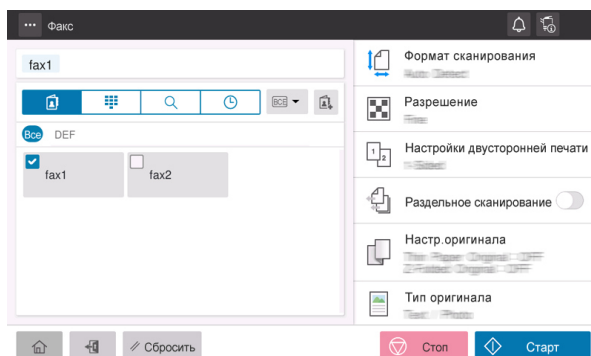 Факс
fax1
ВСЕ
Все DEF
fax1
fax2
Формат сканирования
Разрешение
Настройки двусторонней печати
Раздельное сканирование
Настр.оригинала
Тип оригинала
Сбросить
Стоп
Старт